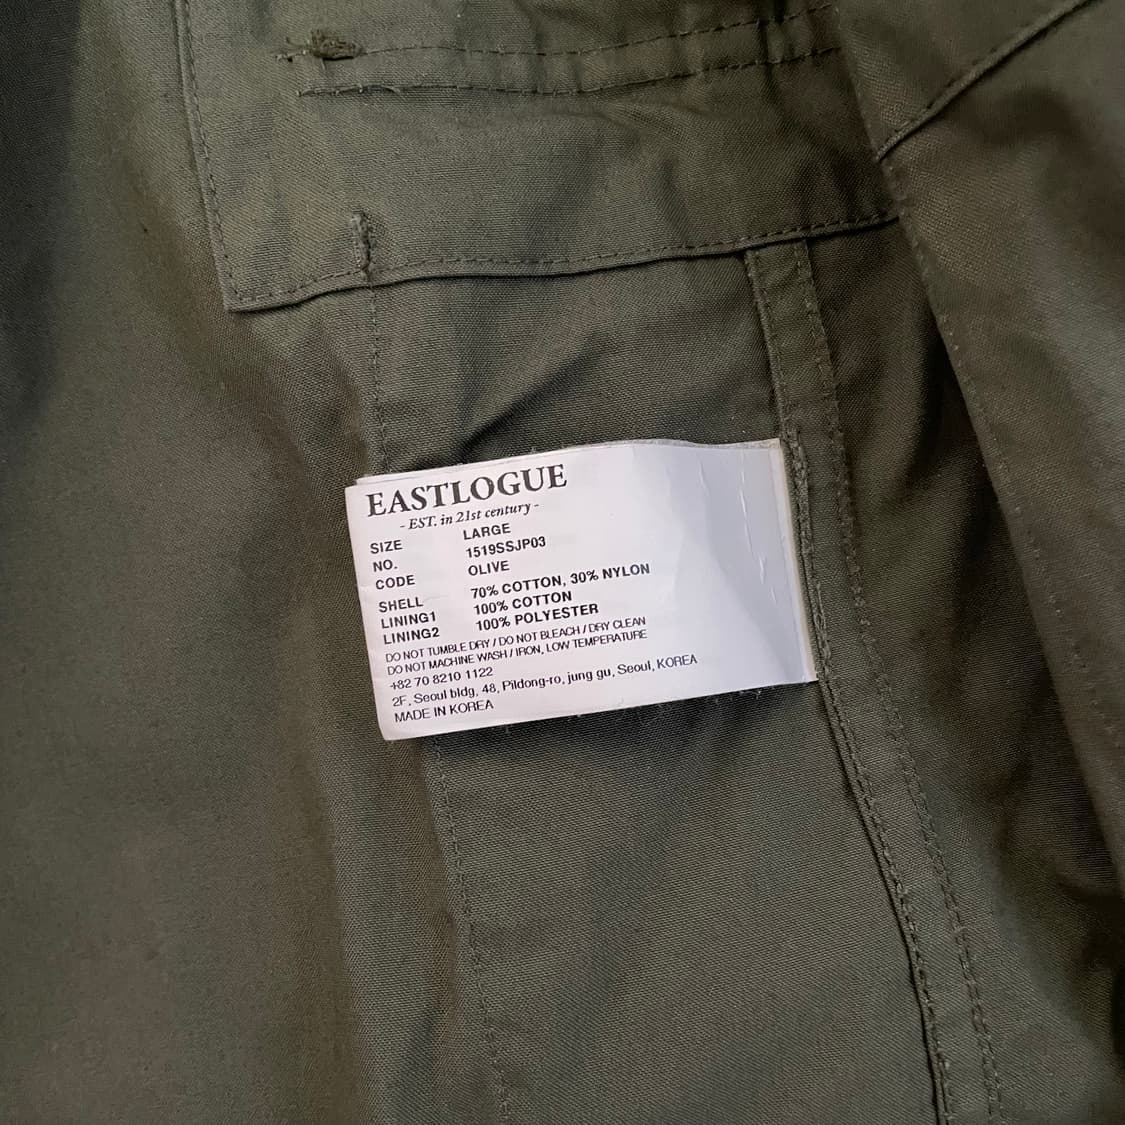 EASTLOGUE
- EST. in 21st century -
SIZE LARGE
NO. 1519SSJP03
CODE OLIVE
SHELL 70% COTTON, 30% NYLON
LINING1 100% COTTON
LINING2 100% POLYESTER
DO NOT TUMBLE DRY / DO NOT BLEACH / DRY CLEAN
DO NOT MACHINE WASH / IRON, LOW TEMPERATURE
+82 70 8210 1122
2F, Seoul bldg, 48, Pildong-ro, jung gu, Seoul, KOREA
MADE IN KOREA